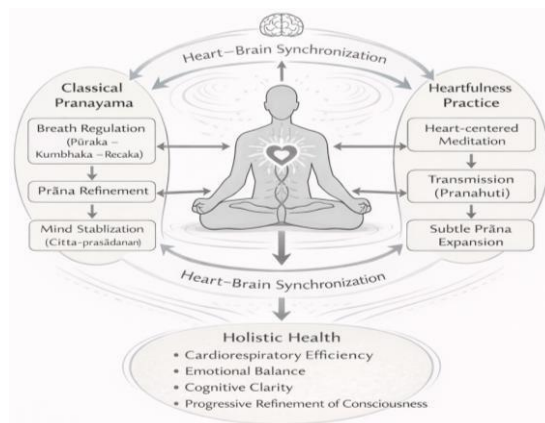 Heart–Brain Synchronization
Classical
Pranayama
Breath Regulation
(Pūraka –
Kumbhaka – Recaka)
Prāna Refinement
Mind Stablization
(Citta-prasādanan)
Heartfulness
Practice
Heart-centered
Meditation
Transmission
(Pranahuti)
Subtle Prāna
Expansion
Heart–Brain Synchronization
Holistic Health
• Cardiorespiratory Efficiency
• Emotional Balance
• Cognitive Clarity
• Progressive Refinement of Consciousness